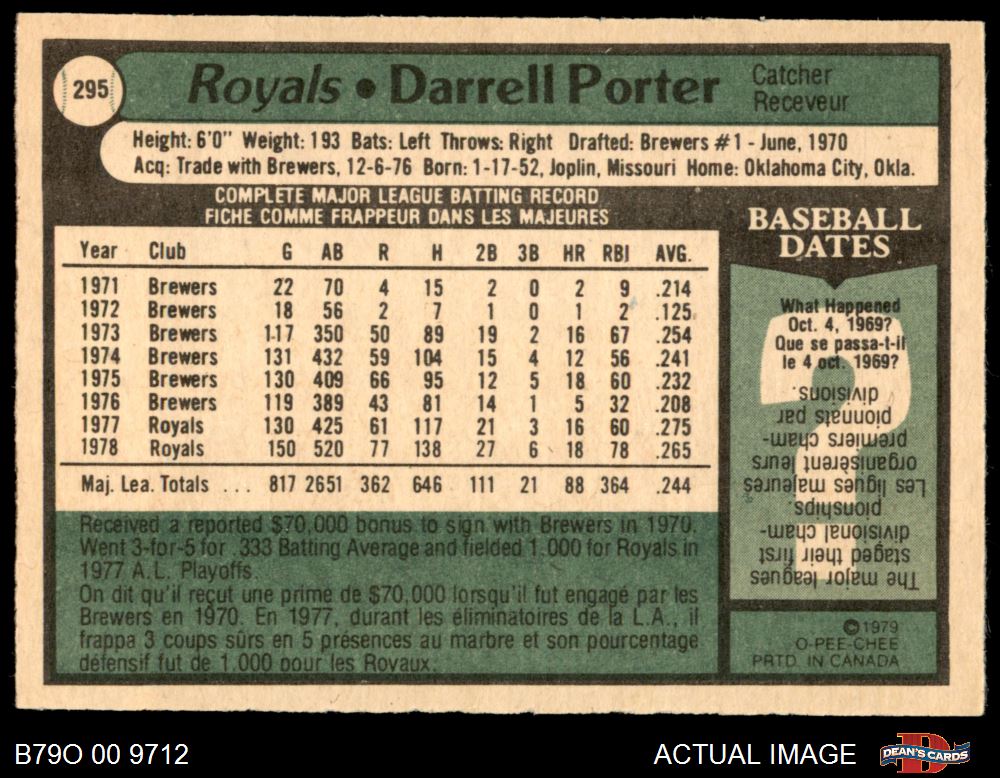 295
Royals • Darrell Porter
Catcher
Receveur
Height: 6'0" Weight: 193 Bats: Left Throws: Right Drafted: Brewers #1 - June, 1970
Acq: Trade with Brewers, 12-6-76 Born: 1-17-52, Joplin, Missouri Home: Oklahoma City, Okla.
COMPLETE MAJOR LEAGUE BATTING RECORD
FICHE COMME FRAPPEUR DANS LES MAJEURES
Year Club G AB R H 2B 3B HR RBI AVG.
1971 Brewers 22 70 4 15 2 0 2 9 .214
1972 Brewers 18 56 2 7 1 0 1 2 .125
1973 Brewers 117 350 50 89 19 2 16 67 .254
1974 Brewers 131 432 59 104 15 4 12 56 .241
1975 Brewers 130 409 66 95 12 5 18 60 .232
1976 Brewers 119 389 43 81 14 1 5 32 .208
1977 Royals 130 425 61 117 21 3 16 60 .275
1978 Royals 150 520 77 138 27 6 18 78 .265
Maj. Lea. Totals ... 817 2651 362 646 111 21 88 364 .244
Received a reported $70,000 bonus to sign with Brewers in 1970.
Went 3-for-5 for .333 Batting Average and fielded 1.000 for Royals in
1977 A.L. Playoffs.
On dit qu'il reçut une prime de $70,000 lorsqu'il fut engagé par les
Brewers en 1970. En 1977, durant les éliminatoires de la L.A., il
frappa 3 coups sûrs en 5 présences au marbre et son pourcentage
défensif fut de 1.000 pour les Royaux.
BASEBALL
DATES
What Happened
Oct. 4, 1969?
Que se passa-t-il
le 4 oct. 1969?
The major leagues
staged their first
divisional cham-
pionships.
Les ligues majeures
organisèrent leurs
premiers cham-
pionnats par
divisions.
©1979
O-PEE-CHEE
PRTD. IN CANADA
B79O 00 9712
ACTUAL IMAGE
DEAN'S CARDS